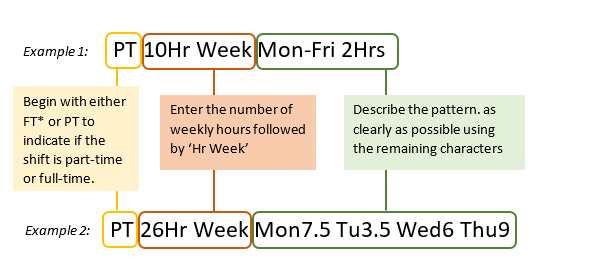 Example 1: PT 10Hr Week Mon-Fri 2Hrs
Begin with either
FT* or PT to
indicate if the
shift is part-time
or full-time.
Enter the number of
weekly hours followed
by ‘Hr Week’
Describe the pattern. as
clearly as possible using
the remaining characters
Example 2: PT 26Hr Week Mon7.5 Tu3.5 Wed6 Thu9